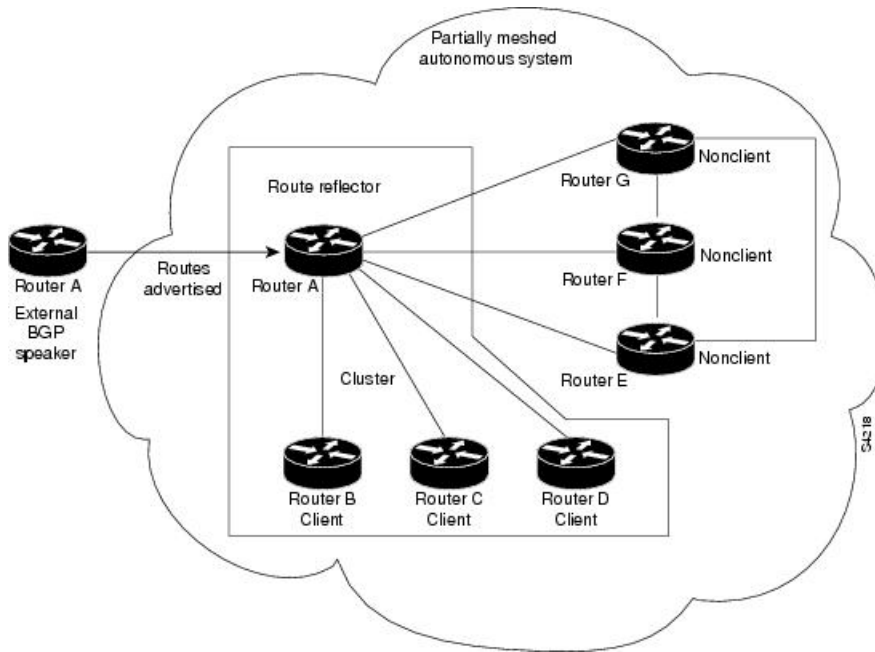 Partially meshed
autonomous system
Nonclient
Router G
Route reflector
Nonclient
Router F
Router A
Routes
advertised
Router A
External
BGP
speaker
Nonclient
Router E
Cluster
Router B
Client
Router C
Client
Router D
Client
S4218